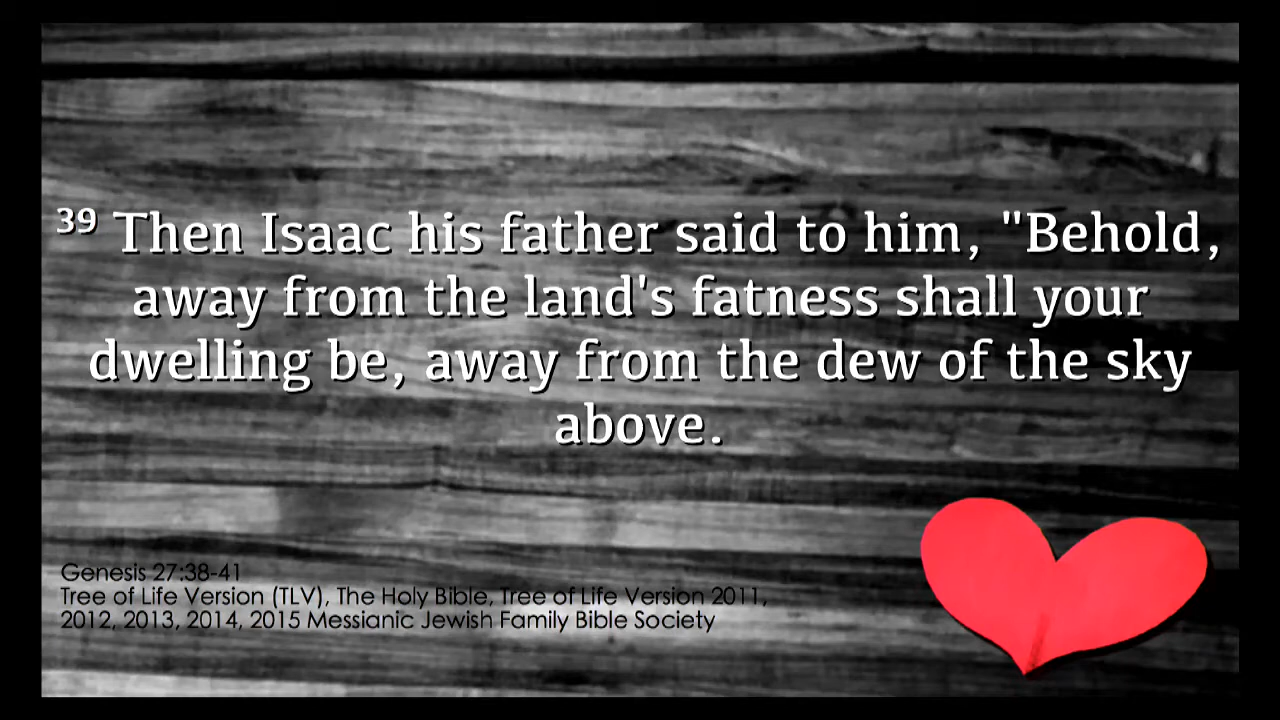 39 Then Isaac his father said to him, "Behold,
away from the land's fatness shall your
dwelling be, away from the dew of the sky
above.
Genesis 27:38-41
Tree of Life Version (TLV), The Holy Bible, Tree of Life Version 2011,
2012, 2013, 2014, 2015 Messianic Jewish Family Bible Society